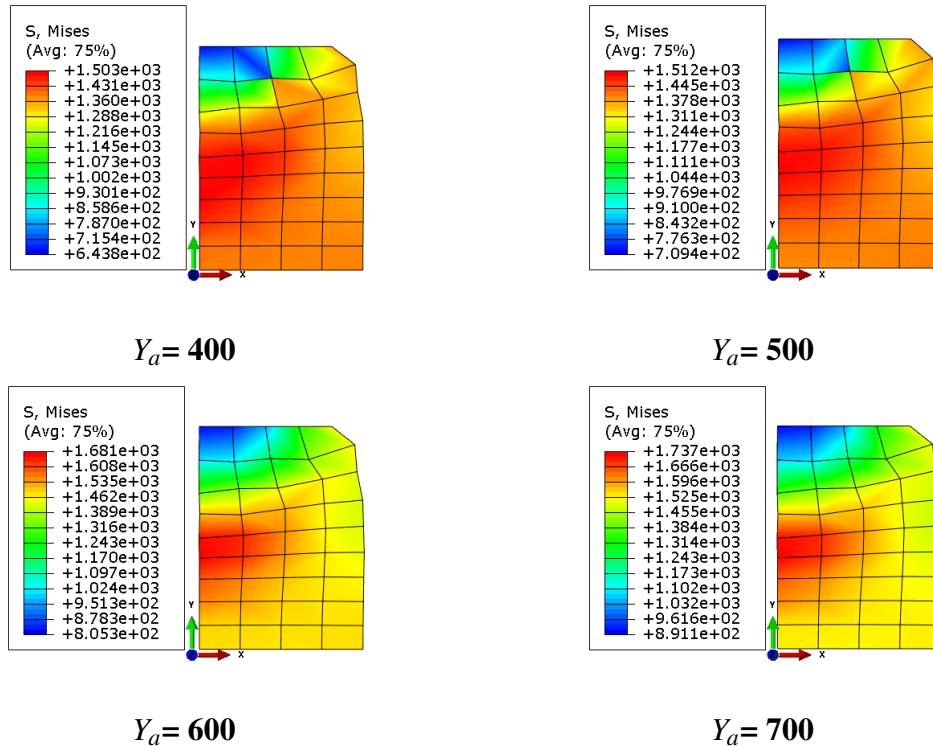 S, Mises
(Avg: 75%)
+1.503e+03
+1.431e+03
+1.360e+03
+1.288e+03
+1.216e+03
+1.145e+03
+1.073e+03
+1.002e+03
+9.301e+02
+8.586e+02
+7.870e+02
+7.154e+02
+6.438e+02
Y
X
Z
Yₐ= 400
S, Mises
(Avg: 75%)
+1.512e+03
+1.445e+03
+1.378e+03
+1.311e+03
+1.244e+03
+1.177e+03
+1.111e+03
+1.044e+03
+9.769e+02
+9.100e+02
+8.432e+02
+7.763e+02
+7.094e+02
Y
X
Z
Yₐ= 500
S, Mises
(Avg: 75%)
+1.681e+03
+1.608e+03
+1.535e+03
+1.462e+03
+1.389e+03
+1.316e+03
+1.243e+03
+1.170e+03
+1.097e+03
+1.024e+03
+9.513e+02
+8.783e+02
+8.053e+02
Y
X
Z
Yₐ= 600
S, Mises
(Avg: 75%)
+1.737e+03
+1.666e+03
+1.596e+03
+1.525e+03
+1.455e+03
+1.384e+03
+1.314e+03
+1.243e+03
+1.173e+03
+1.102e+03
+1.032e+03
+9.616e+02
+8.911e+02
Y
X
Z
Yₐ= 700